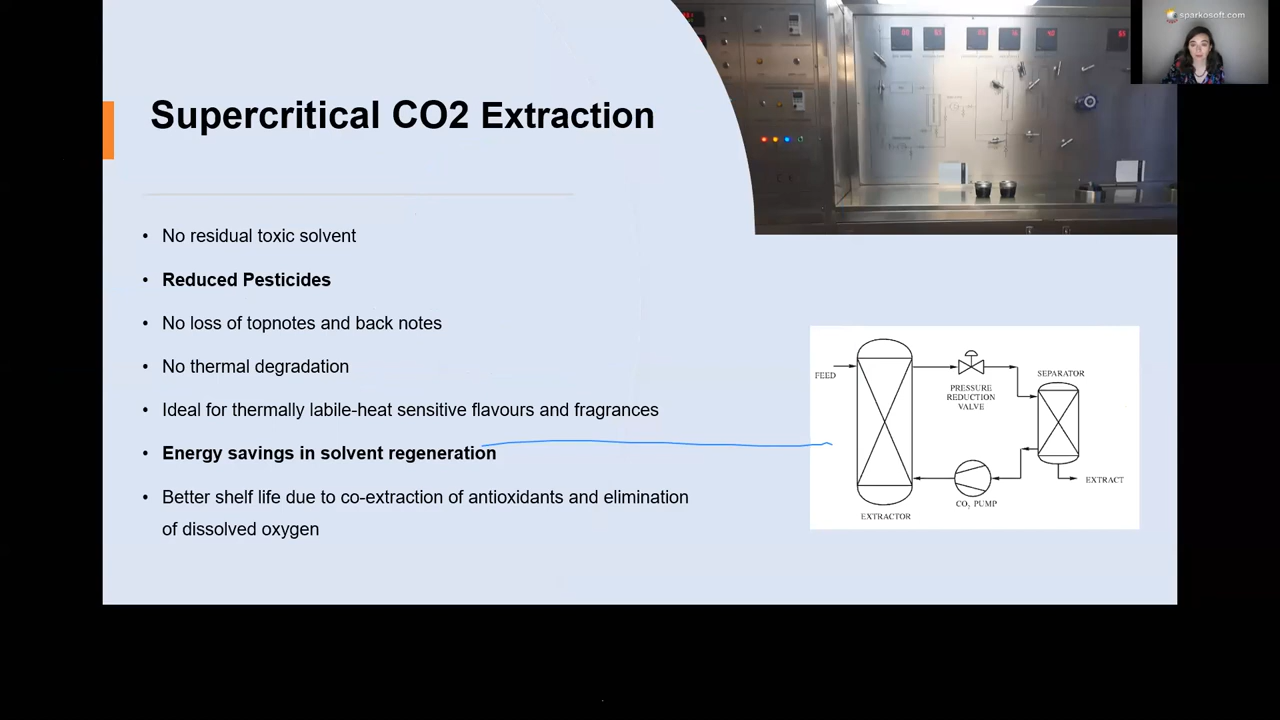 sparkosoft.com
Supercritical CO2 Extraction
• No residual toxic solvent
• Reduced Pesticides
• No loss of topnotes and back notes
• No thermal degradation
• Ideal for thermally labile-heat sensitive flavours and fragrances
• Energy savings in solvent regeneration
• Better shelf life due to co-extraction of antioxidants and elimination
of dissolved oxygen
FEED
PRESSURE
REDUCTION
VALVE
SEPARATOR
EXTRACT
CO₂ PUMP
EXTRACTOR